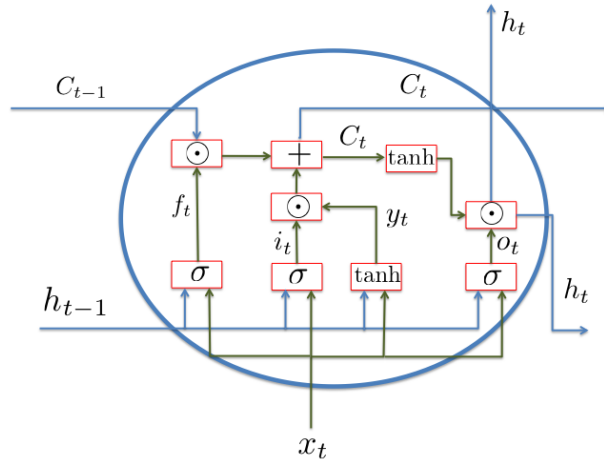 h_t
C_{t-1} C_t
⊙ + C_t tanh
f_t ⊙ y_t ⊙
i_t o_t
σ σ tanh σ
h_{t-1} h_t
x_t